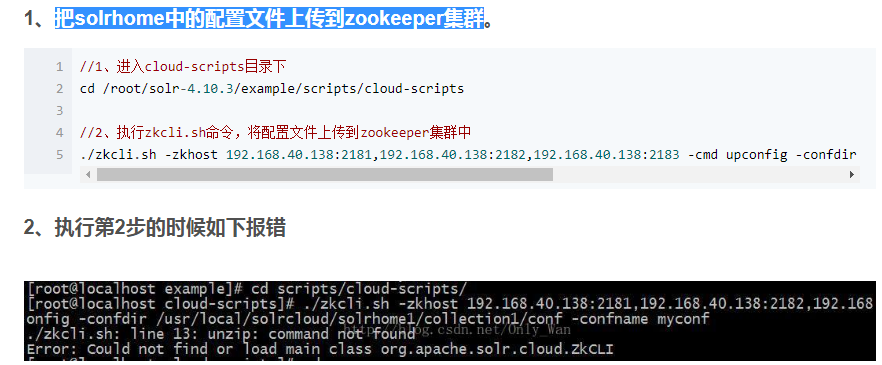 1、把solrhome中的配置文件上传到zookeeper集群。
1 //1、进入cloud-scripts目录下
2 cd /root/solr-4.10.3/example/scripts/cloud-scripts
3
4 //2、执行zkcli.sh命令，将配置文件上传到zookeeper集群中
5 ./zkcli.sh -zkhost 192.168.40.138:2181,192.168.40.138:2182,192.168.40.138:2183 -cmd upconfig -confdir
2、执行第2步的时候如下报错
[root@localhost example]# cd scripts/cloud-scripts/
[root@localhost cloud-scripts]# ./zkcli.sh -zkhost 192.168.40.138:2181,192.168.40.138:2182,192.168
onfig -confdir /usr/local/solrcloud/solrhome1/collection1/conf -confname myconf
./zkcli.sh: line 13: unzip: command not found
http://blog.csdn.net/Only_Wan
Error: Could not find or load main class org.apache.solr.cloud.ZkCLI